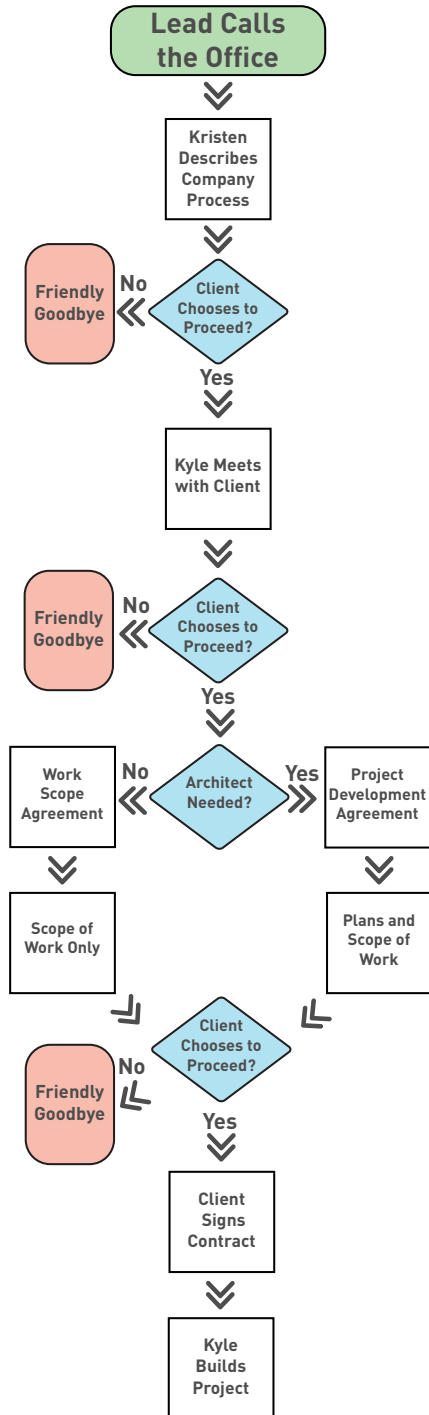 Lead Calls
the Office
Kristen
Describes
Company
Process
Client
Chooses to
Proceed?
No
Friendly
Goodbye
Yes
Kyle Meets
with Client
Client
Chooses to
Proceed?
No
Friendly
Goodbye
Yes
Architect
Needed?
No
Work
Scope
Agreement
Yes
Project
Development
Agreement
Scope of
Work Only
Plans and
Scope of
Work
Client
Chooses to
Proceed?
No
Friendly
Goodbye
Yes
Client
Signs
Contract
Kyle
Builds
Project